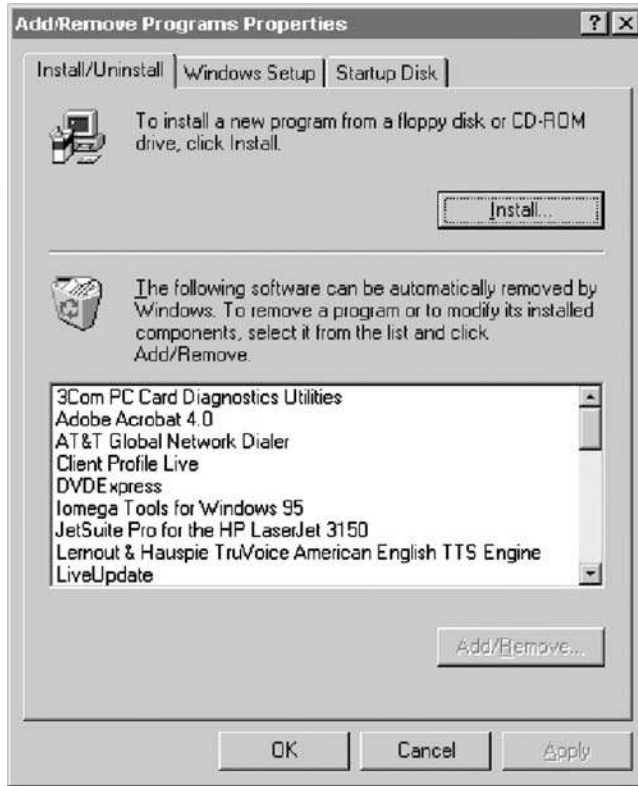 Add/Remove Programs Properties
Install/Uninstall
Windows Setup
Startup Disk
To install a new program from a floppy disk or CD-ROM
drive, click Install.
Install...
The following software can be automatically removed by
Windows. To remove a program or to modify its installed
components, select it from the list and click
Add/Remove.
3Com PC Card Diagnostics Utilities
Adobe Acrobat 4.0
AT&T Global Network Dialer
Client Profile Live
DVDExpress
Iomega Tools for Windows 95
JetSuite Pro for the HP LaserJet 3150
Lernout & Hauspie TruVoice American English TTS Engine
LiveUpdate
Add/Remove...
OK
Cancel
Apply